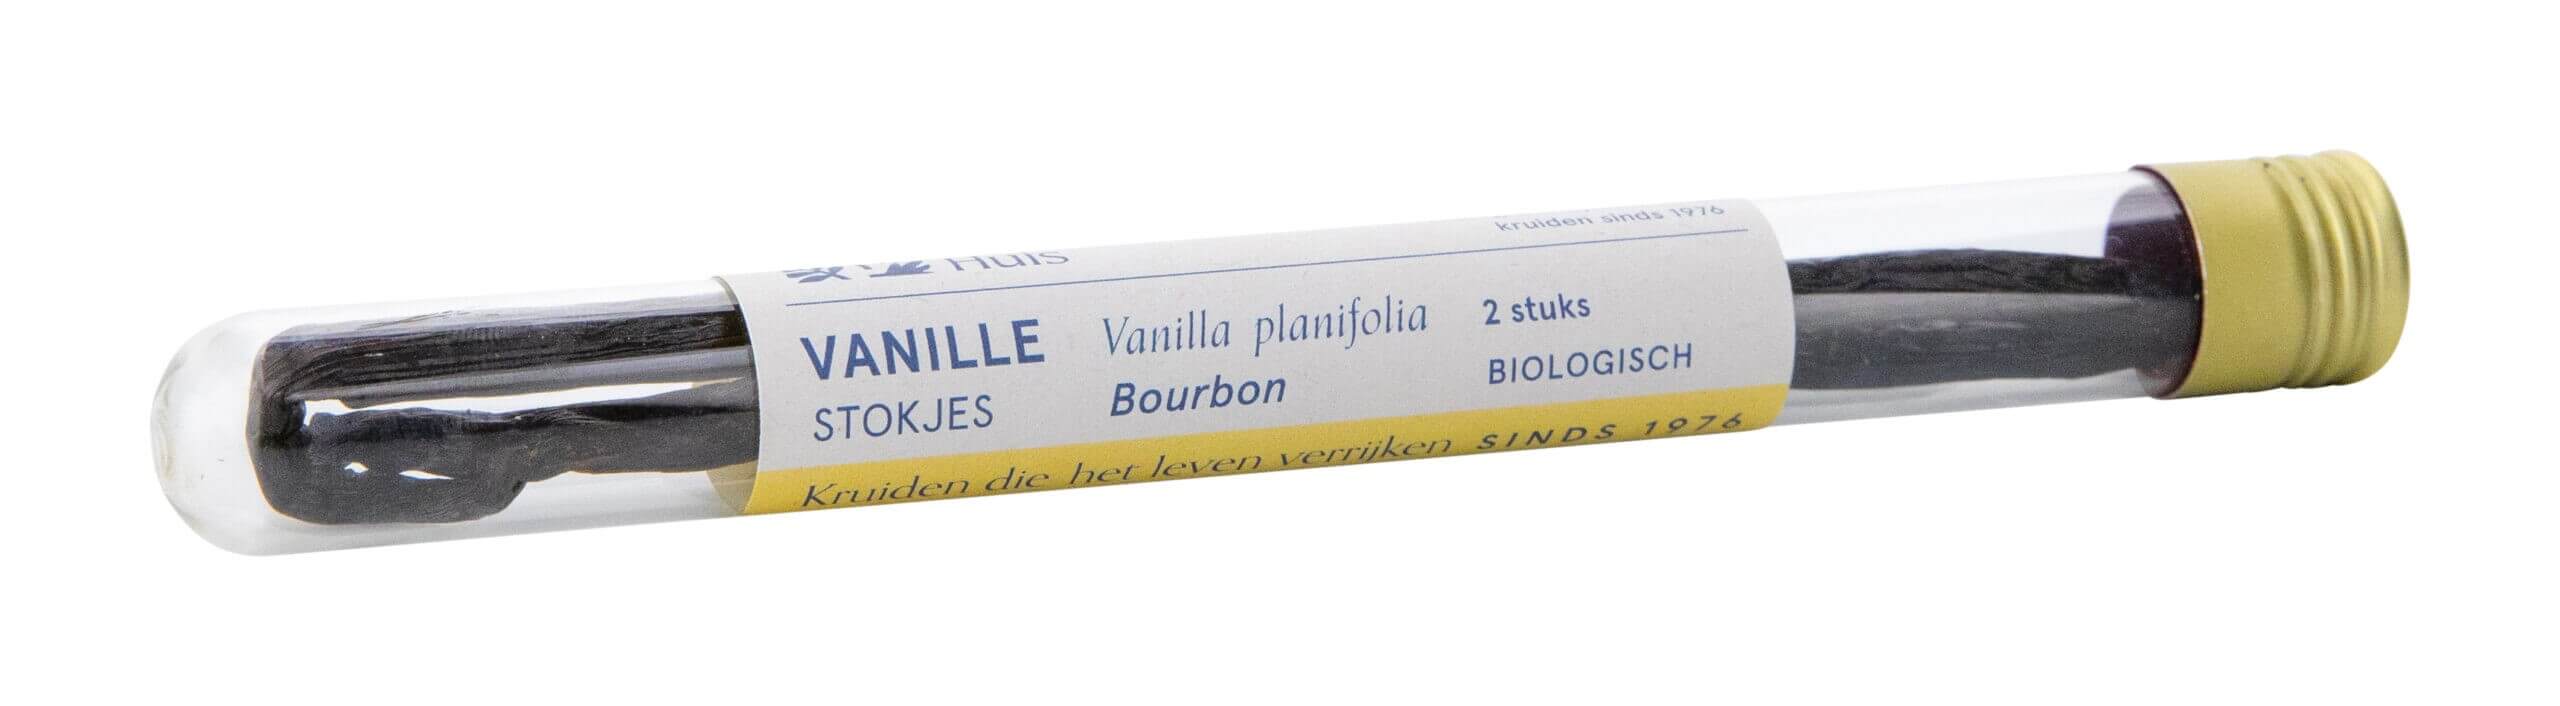 Huis
kruiden sinds 1976
VANILLE
STOKJES
Vanilla planifolia
Bourbon
2 stuks
BIOLOGISCH
Kruiden die het leven verrijken SINDS 1976